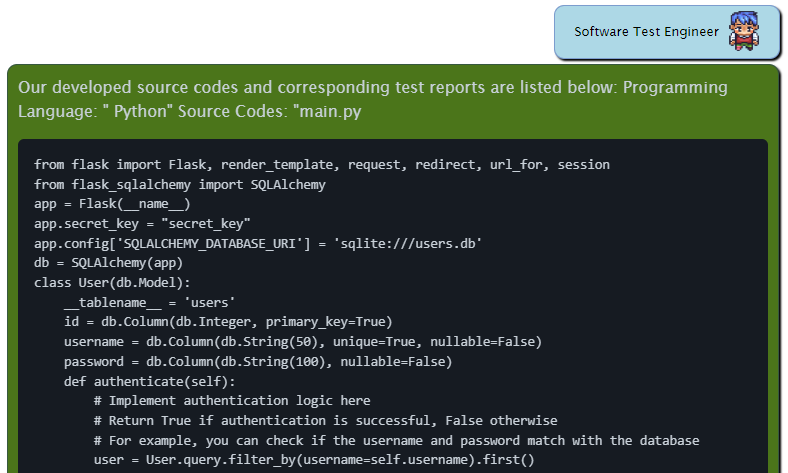 Software Test Engineer
Our developed source codes and corresponding test reports are listed below: Programming
Language: " Python" Source Codes: "main.py
from flask import Flask, render_template, request, redirect, url_for, session
from flask_sqlalchemy import SQLAlchemy
app = Flask(__name__)
app.secret_key = "secret_key"
app.config['SQLALCHEMY_DATABASE_URI'] = 'sqlite:///users.db'
db = SQLAlchemy(app)
class User(db.Model):
    __tablename__ = 'users'
    id = db.Column(db.Integer, primary_key=True)
    username = db.Column(db.String(50), unique=True, nullable=False)
    password = db.Column(db.String(100), nullable=False)
    def authenticate(self):
        # Implement authentication logic here
        # Return True if authentication is successful, False otherwise
        # For example, you can check if the username and password match with the database
        user = User.query.filter_by(username=self.username).first()